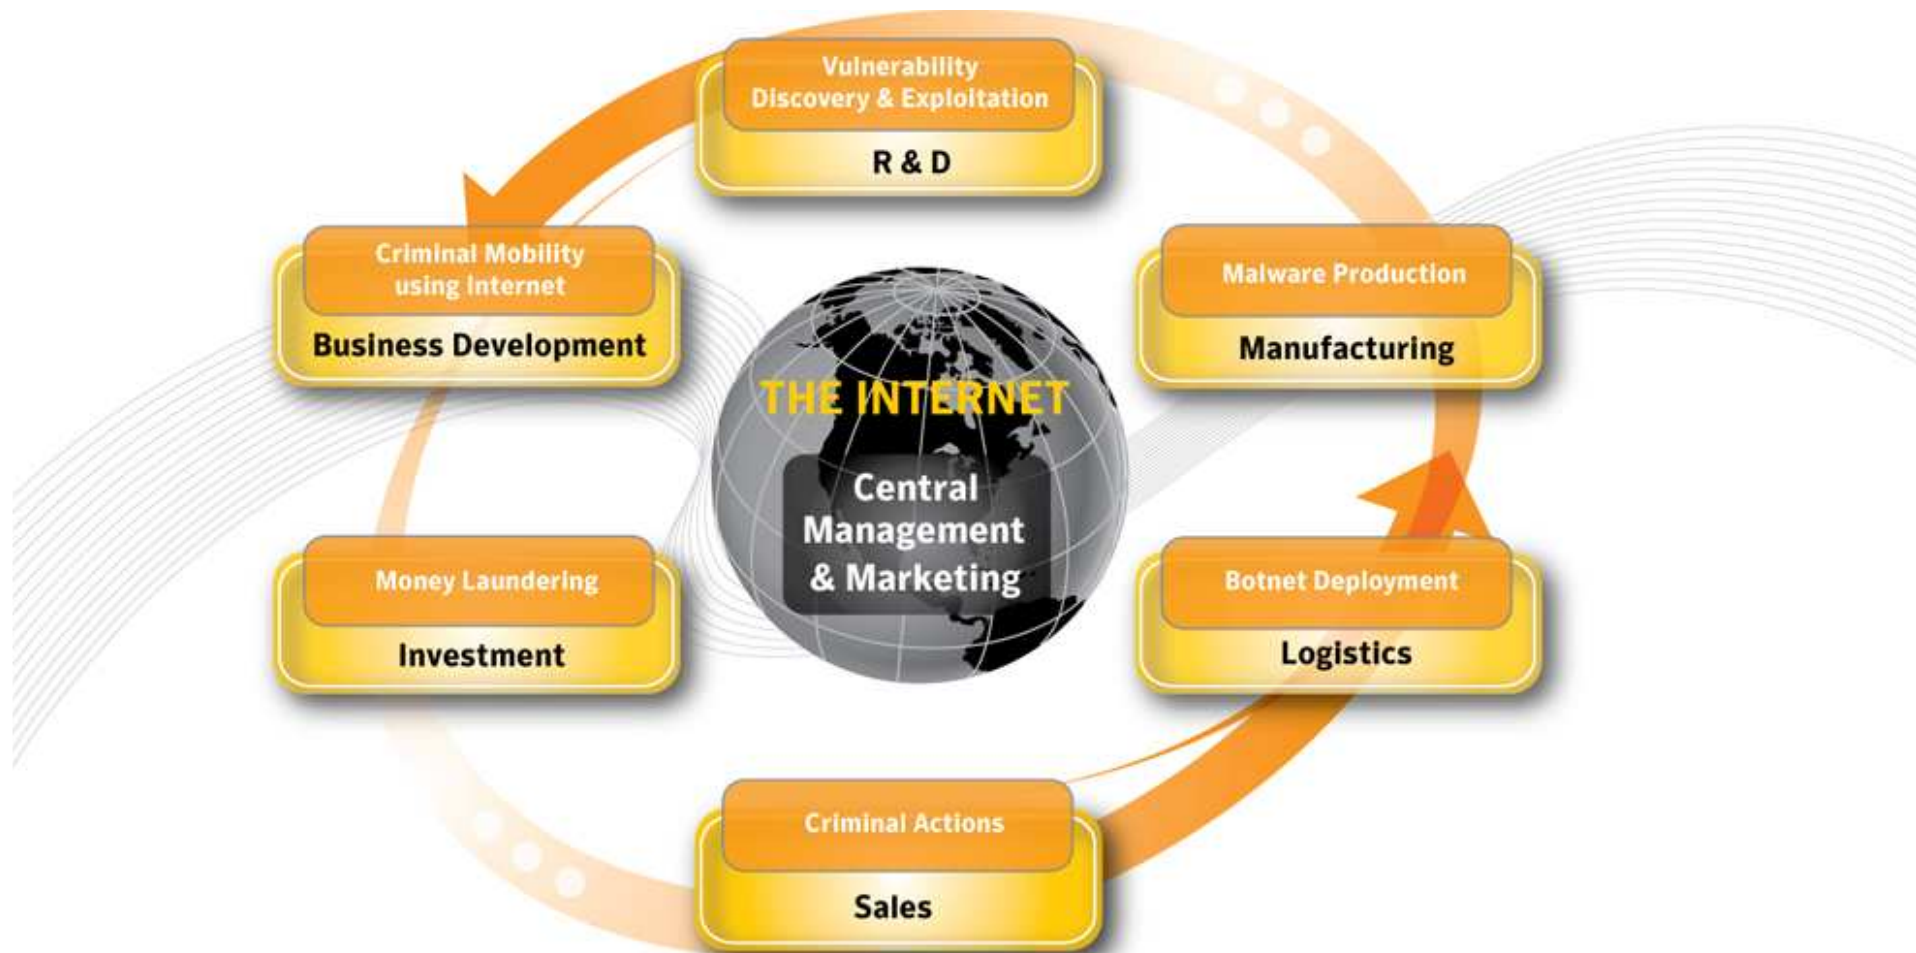 Vulnerability
Discovery & Exploitation
R & D
Criminal Mobility
using Internet
Business Development
Malware Production
Manufacturing
THE INTERNET
Central
Management
& Marketing
Money Laundering
Investment
Botnet Deployment
Logistics
Criminal Actions
Sales